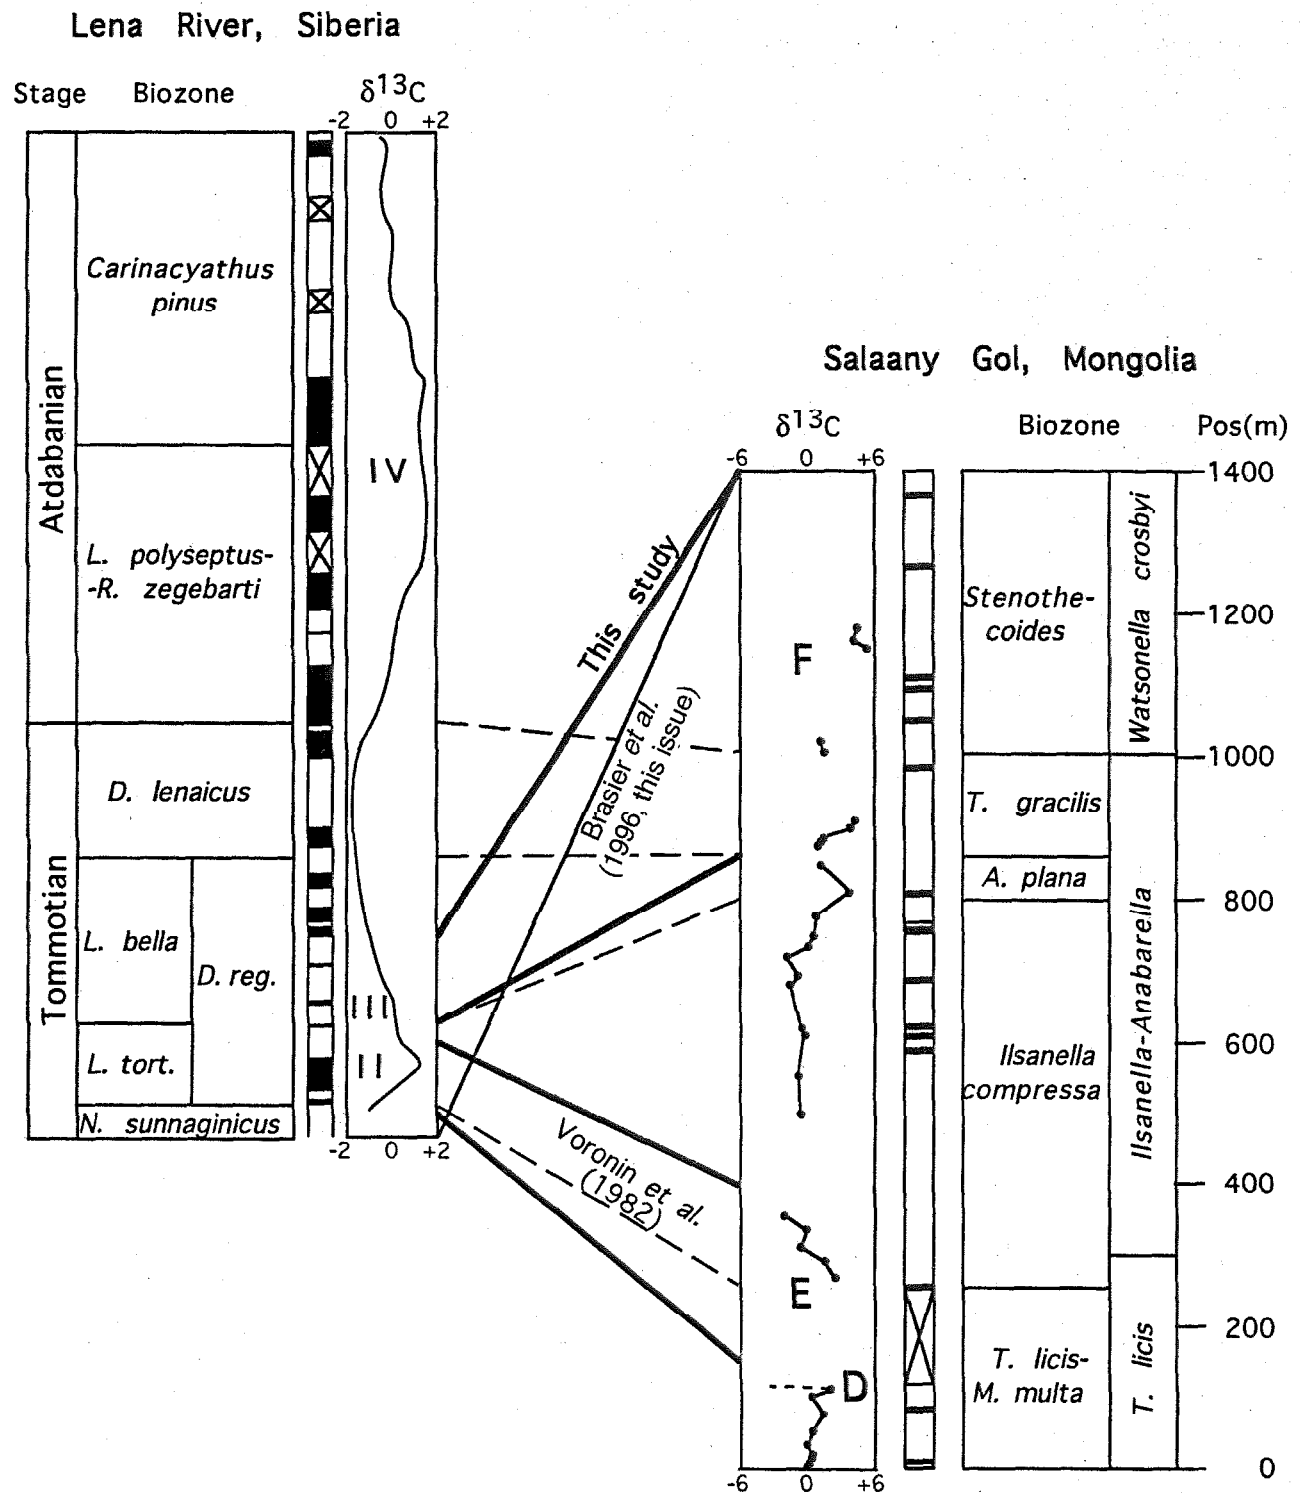 Lena River, Siberia
Stage Biozone δ13C
-2 0 +2
Carinacyathus
pinus
Atdabanian
IV
L. polyseptus-
-R. zegebarti
D. lenaicus
Tommotian
L. bella
D. reg.
III
L. tort.
II
N. sunnaginicus
-2 0 +2
This study
Brasier et al.
(1996, this issue)
Voronin et al.
(1982)
Salaany Gol, Mongolia
δ13C Biozone Pos(m)
-6 0 +6
1400
Stenothe-
coides
Watsonella crosbyi
1200
F
1000
T. gracilis
A. plana
800
Ilsanella-Anabarella
600
Ilsanella
compressa
400
E
200
T. licis-
M. multa
T. licis
D
0
-6 0 +6